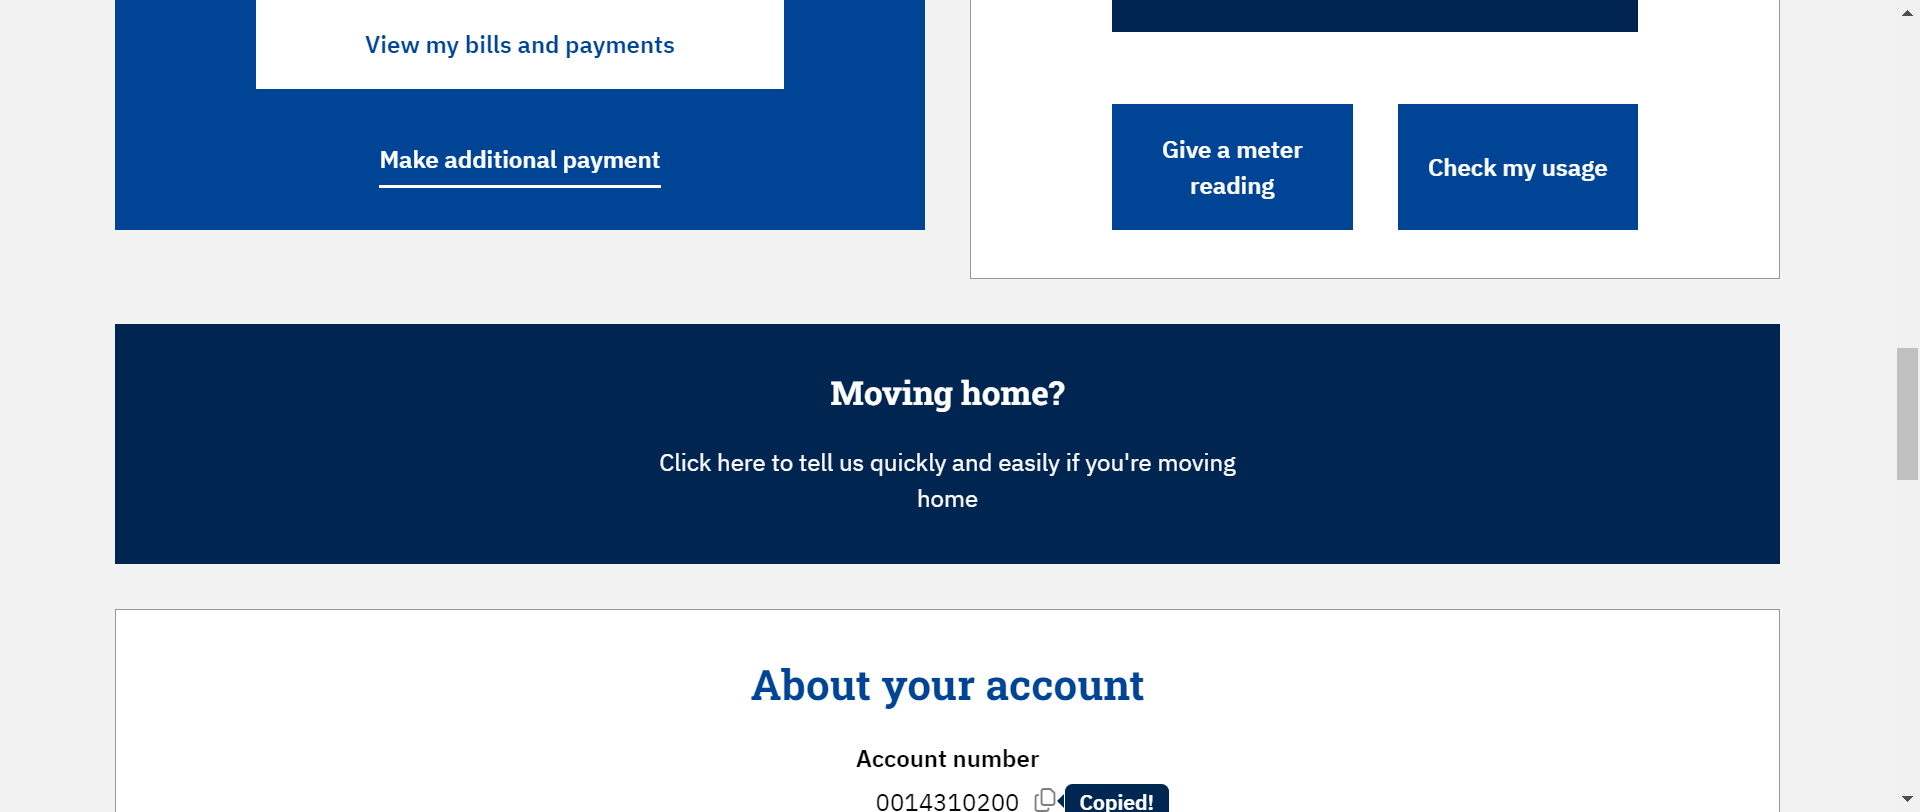 View my bills and payments
Make additional payment
Give a meter
reading
Check my usage
Moving home?
Click here to tell us quickly and easily if you're moving
home
About your account
Account number
0014310200
Copied!